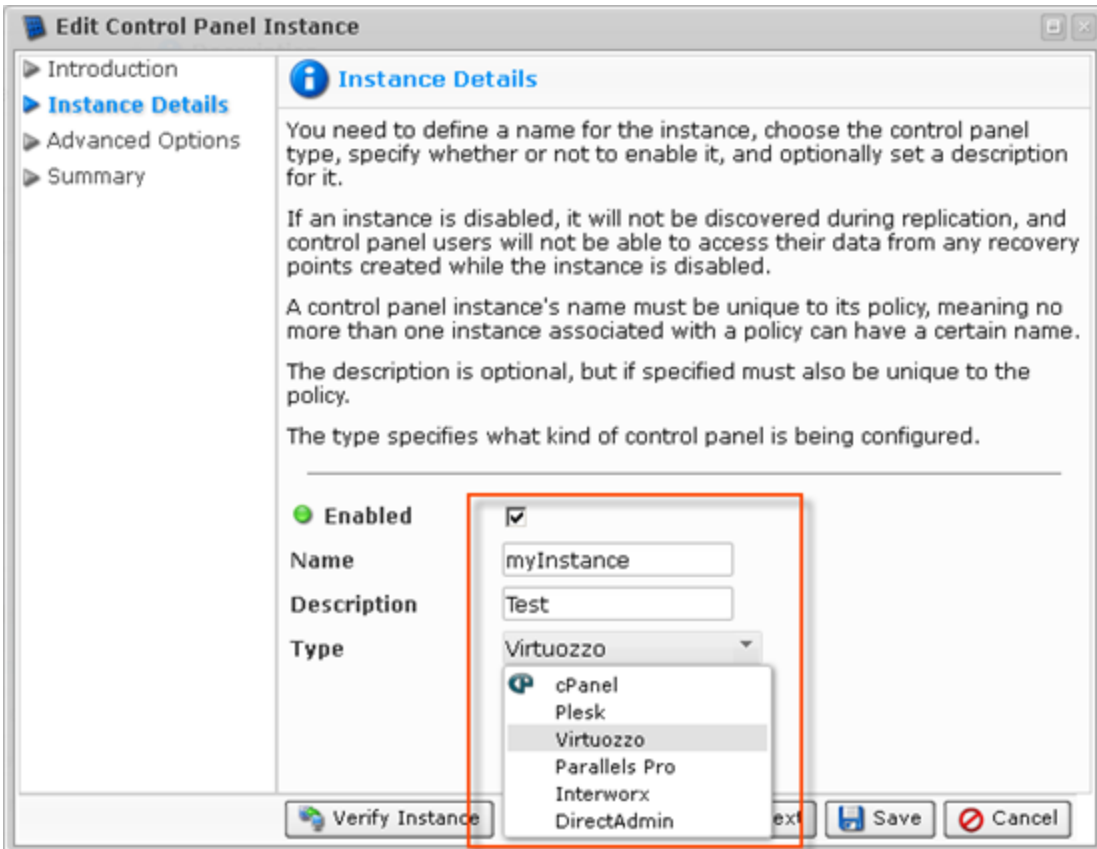 Edit Control Panel Instance
Introduction
Instance Details
Advanced Options
Summary
Instance Details
You need to define a name for the instance, choose the control panel
type, specify whether or not to enable it, and optionally set a description
for it.
If an instance is disabled, it will not be discovered during replication, and
control panel users will not be able to access their data from any recovery
points created while the instance is disabled.
A control panel instance's name must be unique to its policy, meaning no
more than one instance associated with a policy can have a certain name.
The description is optional, but if specified must also be unique to the
policy.
The type specifies what kind of control panel is being configured.
Enabled
Name myInstance
Description Test
Type Virtuozzo
cPanel
Plesk
Virtuozzo
Parallels Pro
Interworx
DirectAdmin
Verify Instance Save Cancel